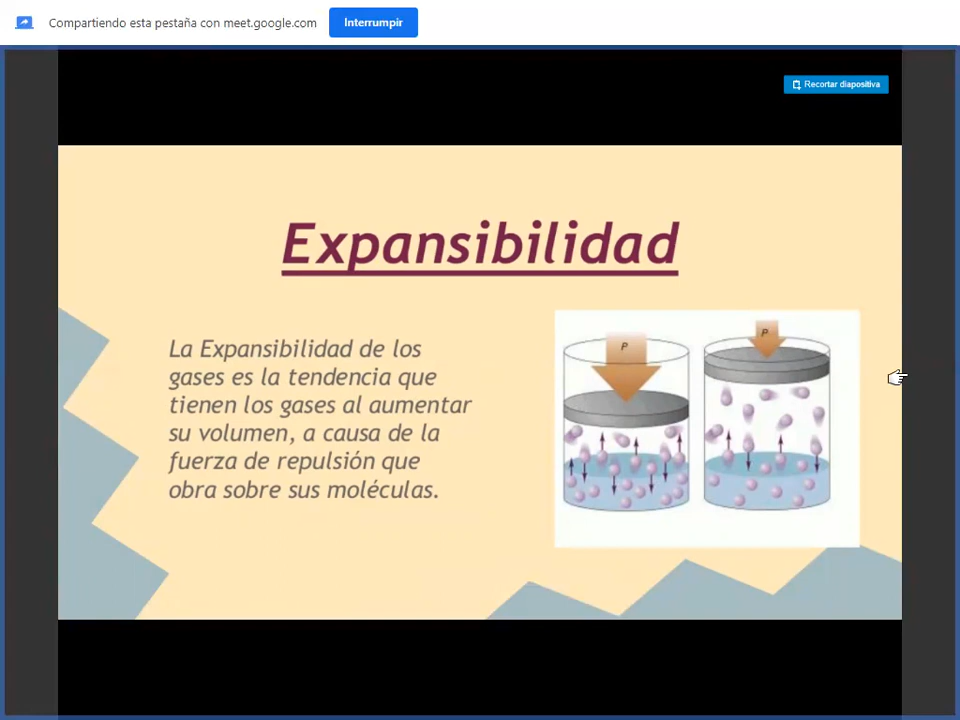 Compartiendo esta pestaña con meet.google.com
Interrumpir
Recortar diapositiva
Expansibilidad
La Expansibilidad de los
gases es la tendencia que
tienen los gases al aumentar
su volumen, a causa de la
fuerza de repulsión que
obra sobre sus moléculas.
P
P